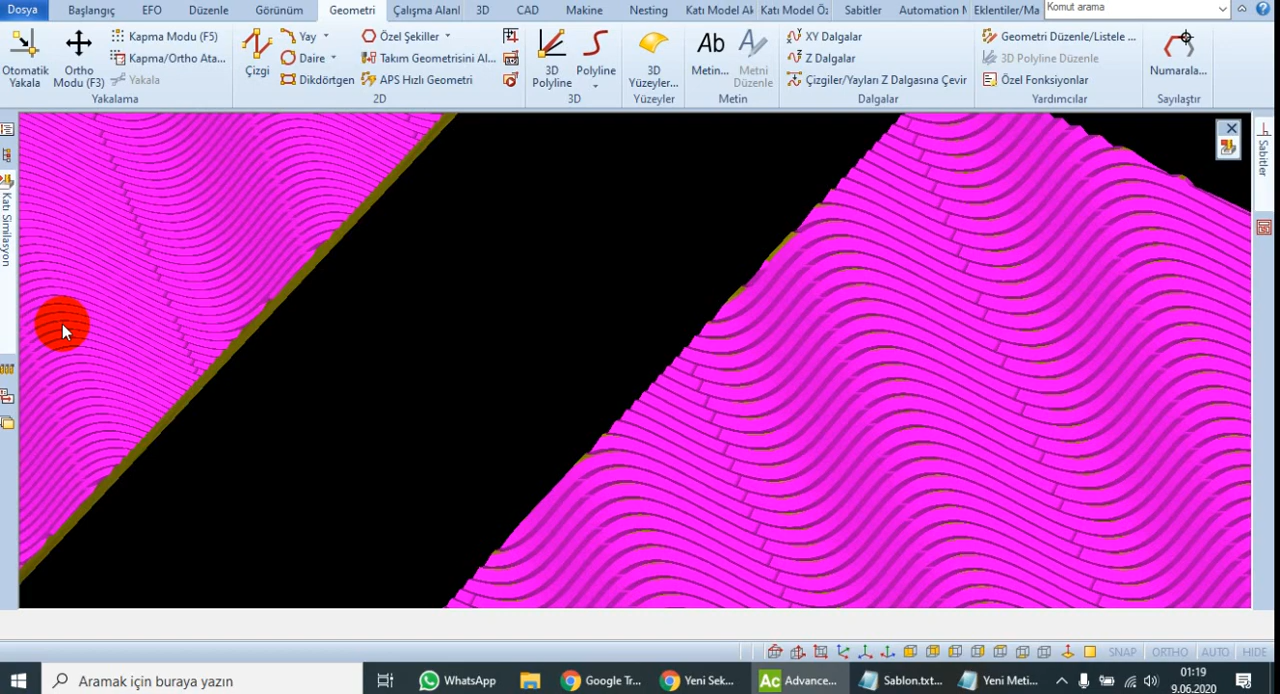 Dosya Başlangıç EFO Düzenle Görünüm Geometri Çalışma Alanl 3D CAD Makine Nesting Katı Model Ak Katı Model Öz Sabitler Automation M Eklentiler/Ma Komut arama
Otomatik Yakala
Ortho Modu (F3)
Kapma Modu (F5)
Kapma/Ortho Ata...
Yakala
Yakalama
Çizgi
Yay
Daire
Dikdörtgen
Özel Şekiller
Takım Geometrisini Al...
APS Hızlı Geometri
2D
3D Polyline
Polyline
3D
3D Yüzeyler...
Yüzeyler
Metin...
Metni Düzenle
Metin
XY Dalgalar
Z Dalgalar
Çizgiler/Yayları Z Dalgasına Çevir
Dalgalar
Geometri Düzenle/Listele ...
3D Polyline Düzenle
Özel Fonksiyonlar
Yardımcılar
Numarala...
Sayılaştır
Katı Similasyon
Sabitler
SNAP ORTHO AUTO HIDE
Aramak için buraya yazın
WhatsApp
Google Tr...
Yeni Sek...
Ac Advance...
Sablon.txt...
Yeni Meti...
01:19
9.06.2020